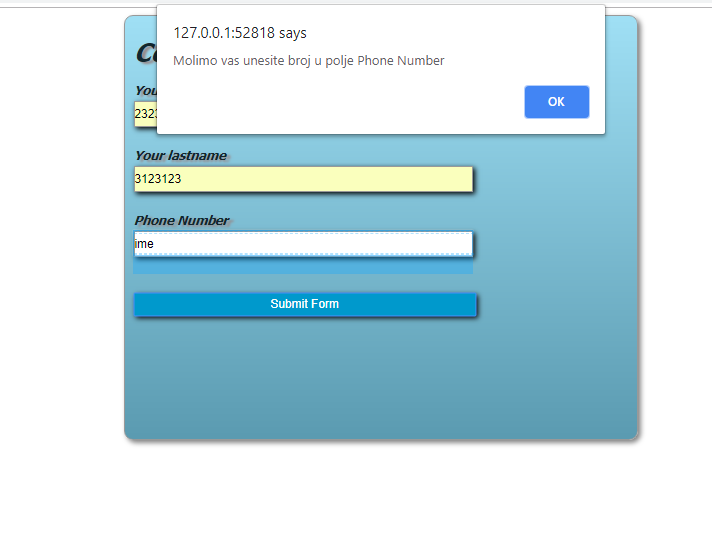 127.0.0.1:52818 says
Molimo vas unesite broj u polje Phone Number
OK
Your lastname
3123123
Phone Number
ime
Submit Form